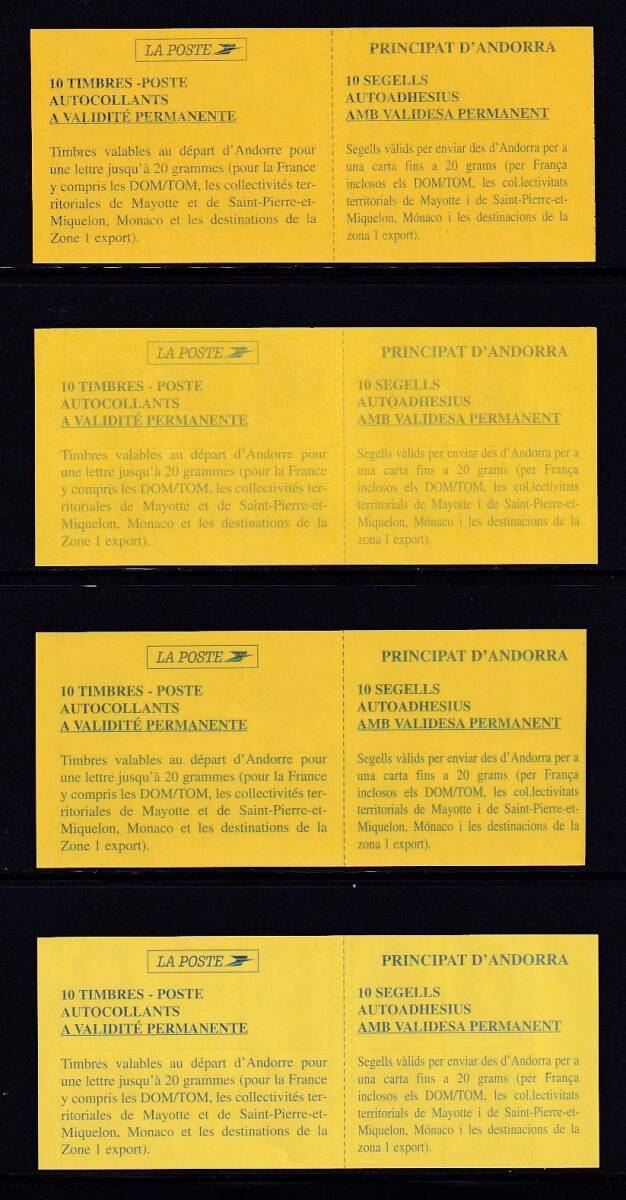 LA POSTE
10 TIMBRES -POSTE
AUTOCOLLANTS
A VALIDITÉ PERMANENTE
Timbres valables au départ d'Andorre pour
une lettre jusqu'à 20 grammes (pour la France
y compris les DOM/TOM, les collectivités ter-
ritoriales de Mayotte et de Saint-Pierre-et-
Miquelon, Monaco et les destinations de la
Zone 1 export).
PRINCIPAT D'ANDORRA
10 SEGELLS
AUTOADHESIUS
AMB VALIDESA PERMANENT
Segells vàlids per enviar des d'Andorra per a
una carta fins a 20 grams (per França
inclosos els DOM/TOM, les col.lectivitats
territorials de Mayotte i de Saint-Pierre-et-
Miquelon, Mónaco i les destinacions de la
zona 1 export).
LA POSTE
10 TIMBRES - POSTE
AUTOCOLLANTS
A VALIDITÉ PERMANENTE
Timbres valables au départ d'Andorre pour
une lettre jusqu'à 20 grammes (pour la France
y compris les DOM/TOM, les collectivités ter-
ritoriales de Mayotte et de Saint-Pierre-et-
Miquelon, Monaco et les destinations de la
Zone 1 export).
PRINCIPAT D'ANDORRA
10 SEGELLS
AUTOADHESIUS
AMB VALIDESA PERMANENT
Segells vàlids per enviar des d'Andorra per a
una carta fins a 20 grams (per França
inclosos els DOM/TOM, les col.lectivitats
territorials de Mayotte i de Saint-Pierre-et-
Miquelon, Mónaco i les destinacions de la
zona 1 export).
LA POSTE
10 TIMBRES - POSTE
AUTOCOLLANTS
A VALIDITÉ PERMANENTE
Timbres valables au départ d'Andorre pour
une lettre jusqu'à 20 grammes (pour la France
y compris les DOM/TOM, les collectivités ter-
ritoriales de Mayotte et de Saint-Pierre-et-
Miquelon, Monaco et les destinations de la
Zone 1 export).
PRINCIPAT D'ANDORRA
10 SEGELLS
AUTOADHESIUS
AMB VALIDESA PERMANENT
Segells vàlids per enviar des d'Andorra per a
una carta fins a 20 grams (per França
inclosos els DOM/TOM, les col.lectivitats
territorials de Mayotte i de Saint-Pierre-et-
Miquelon, Mónaco i les destinacions de la
zona 1 export).
LA POSTE
10 TIMBRES - POSTE
AUTOCOLLANTS
A VALIDITÉ PERMANENTE
Timbres valables au départ d'Andorre pour
une lettre jusqu'à 20 grammes (pour la France
y compris les DOM/TOM, les collectivités ter-
ritoriales de Mayotte et de Saint-Pierre-et-
Miquelon, Monaco et les destinations de la
Zone 1 export).
PRINCIPAT D'ANDORRA
10 SEGELLS
AUTOADHESIUS
AMB VALIDESA PERMANENT
Segells vàlids per enviar des d'Andorra per a
una carta fins a 20 grams (per França
inclosos els DOM/TOM, les col.lectivitats
territorials de Mayotte i de Saint-Pierre-et-
Miquelon, Mónaco i les destinacions de la
zona 1 export).